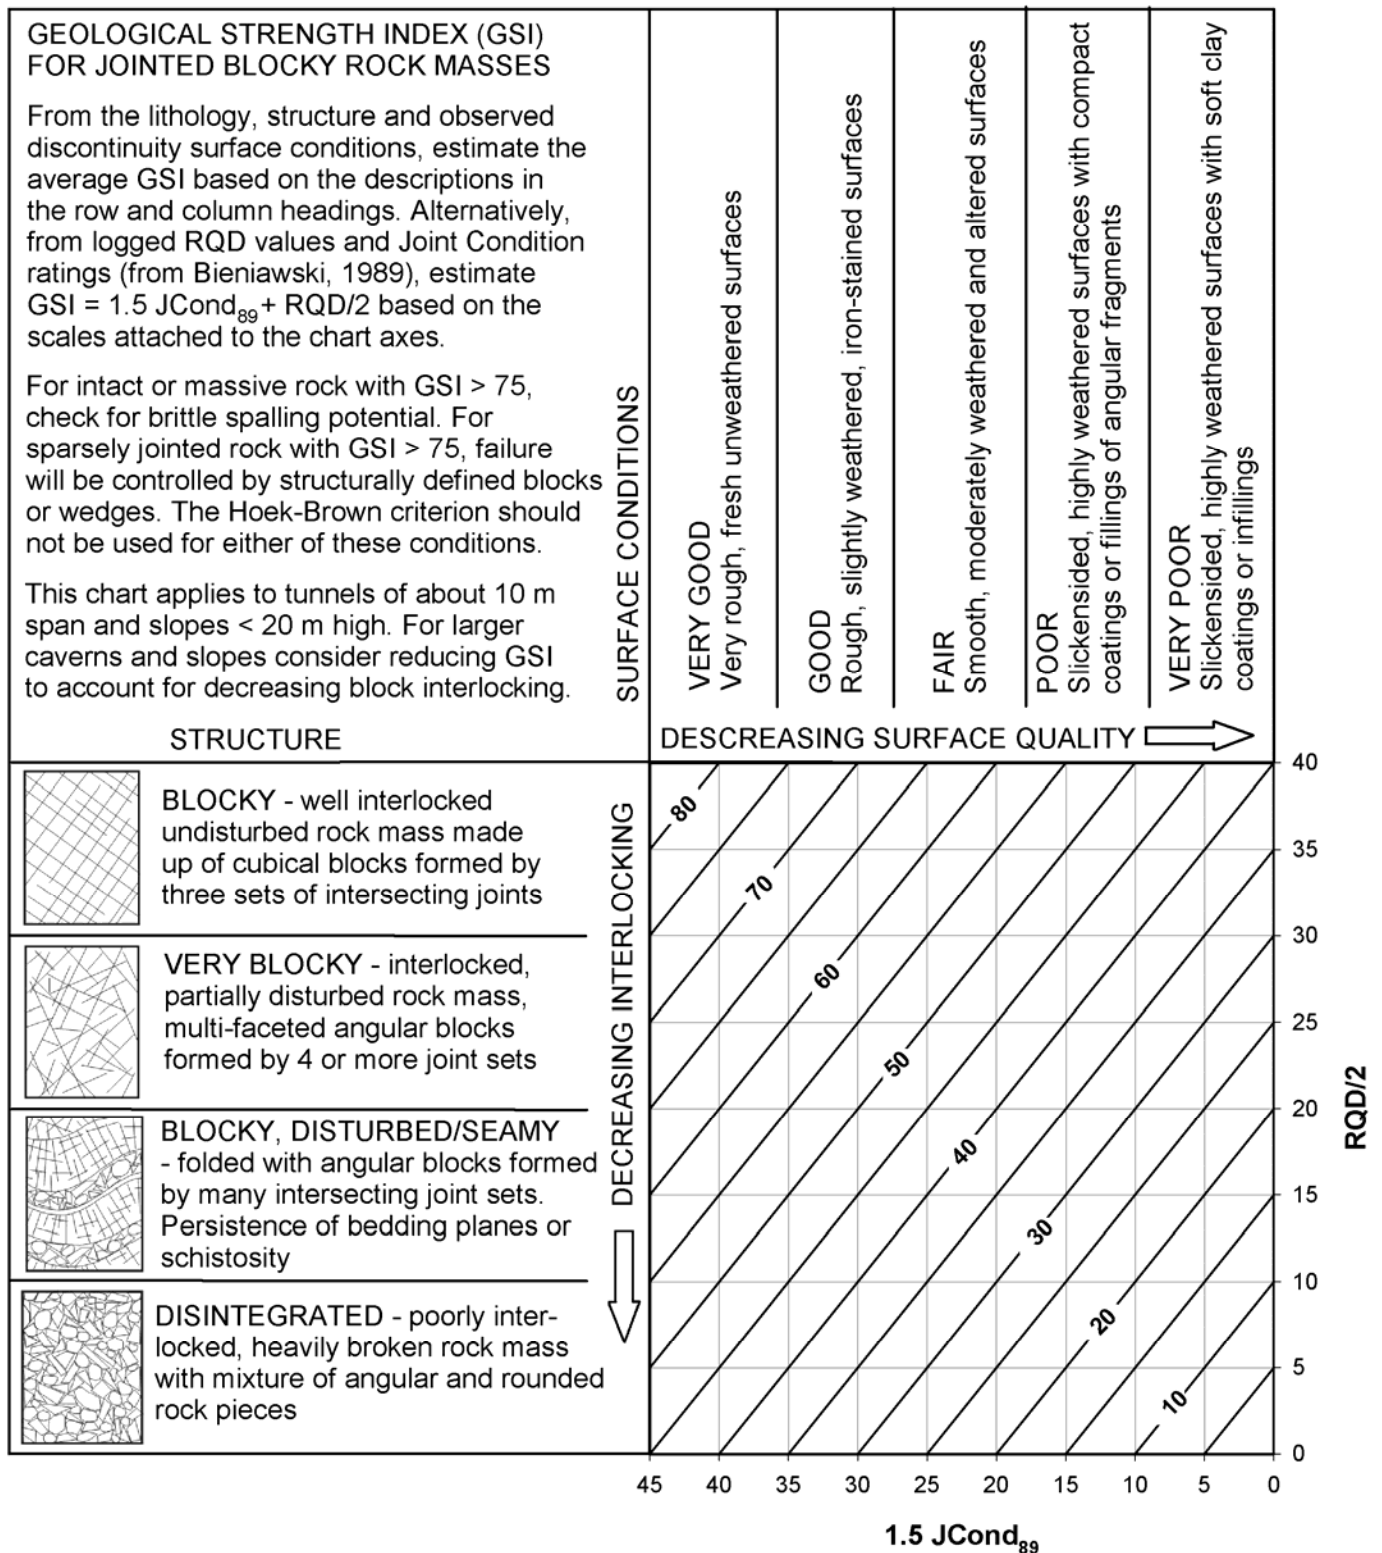 GEOLOGICAL STRENGTH INDEX (GSI)
FOR JOINTED BLOCKY ROCK MASSES
From the lithology, structure and observed
discontinuity surface conditions, estimate the
average GSI based on the descriptions in
the row and column headings. Alternatively,
from logged RQD values and Joint Condition
ratings (from Bieniawski, 1989), estimate
GSI = 1.5 JCond89 + RQD/2 based on the
scales attached to the chart axes.
For intact or massive rock with GSI > 75,
check for brittle spalling potential. For
sparsely jointed rock with GSI > 75, failure
will be controlled by structurally defined blocks
or wedges. The Hoek-Brown criterion should
not be used for either of these conditions.
This chart applies to tunnels of about 10 m
span and slopes < 20 m high. For larger
caverns and slopes consider reducing GSI
to account for decreasing block interlocking.
SURFACE CONDITIONS
VERY GOOD
Very rough, fresh unweathered surfaces
GOOD
Rough, slightly weathered, iron-stained surfaces
FAIR
Smooth, moderately weathered and altered surfaces
POOR
Slickensided, highly weathered surfaces with compact
coatings or fillings of angular fragments
VERY POOR
Slickensided, highly weathered surfaces with soft clay
coatings or infillings
STRUCTURE
DESCREASING SURFACE QUALITY
BLOCKY - well interlocked
undisturbed rock mass made
up of cubical blocks formed by
three sets of intersecting joints
VERY BLOCKY - interlocked,
partially disturbed rock mass,
multi-faceted angular blocks
formed by 4 or more joint sets
BLOCKY, DISTURBED/SEAMY
- folded with angular blocks formed
by many intersecting joint sets.
Persistence of bedding planes or
schistosity
DISINTEGRATED - poorly inter-
locked, heavily broken rock mass
with mixture of angular and rounded
rock pieces
DECREASING INTERLOCKING
80
70
60
50
40
30
20
10
40
35
30
25
20
15
10
5
0
RQD/2
45
40
35
30
25
20
15
10
5
0
1.5 JCond89